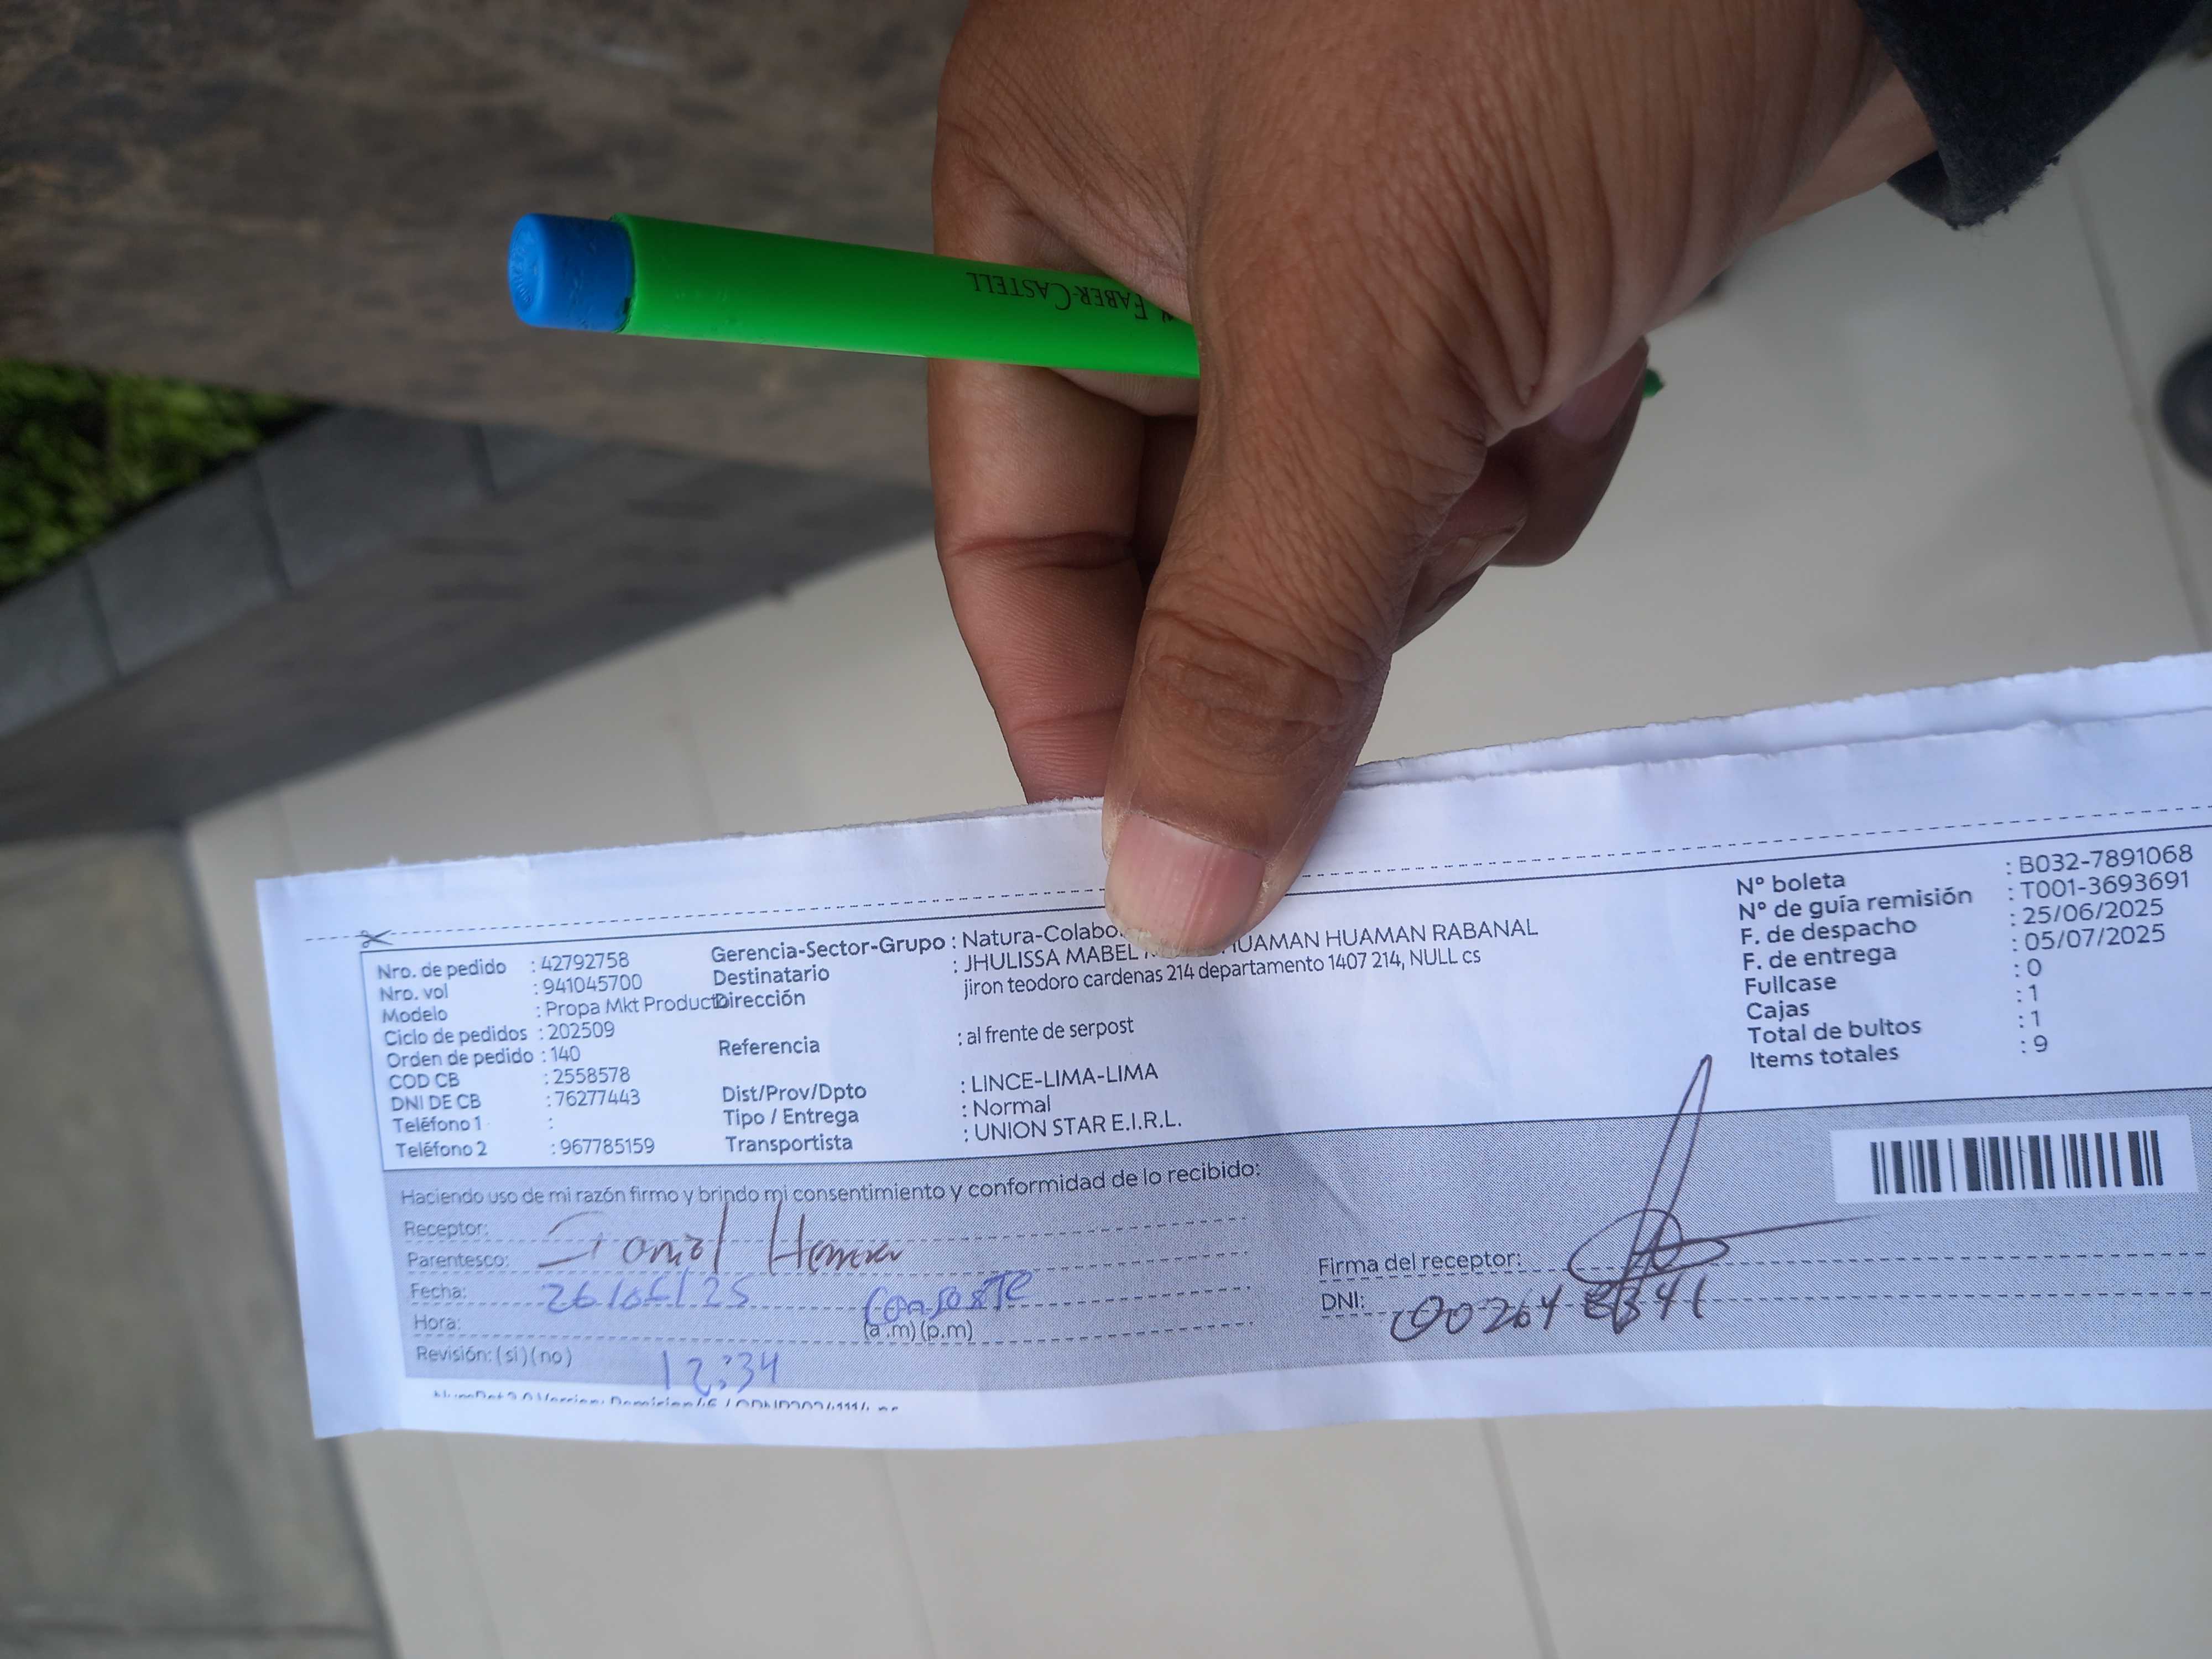 FABER-CASTELL
Nro. de pedido : 42792758
Nro. vol : 941045700
Modelo : Propa Mkt Producto
Ciclo de pedidos : 202509
Orden de pedido : 140
COD CB : 2558578
DNI DE CB : 76277443
Teléfono 1 :
Teléfono 2 : 967785159
Gerencia-Sector-Grupo : Natura-Colabo
Destinatario : JHULISSA MABEL HUAMAN HUAMAN RABANAL
Dirección jiron teodoro cardenas 214 departamento 1407 214, NULL cs
Referencia : al frente de serpost
Dist/Prov/Dpto : LINCE-LIMA-LIMA
Tipo / Entrega : Normal
Transportista : UNION STAR E.I.R.L.
N° boleta : B032-7891068
N° de guía remisión : T001-3693691
F. de despacho : 25/06/2025
F. de entrega : 05/07/2025
Fullcase : 0
Cajas : 1
Total de bultos : 1
Items totales : 9
Haciendo uso de mi razón firmo y brindo mi consentimiento y conformidad de lo recibido:
Receptor:
Parentesco:
Fecha: 26/06/25
Hora: (a.m) (p.m)
Revisión: (si) (no) 12:34
Firma del receptor:
DNI: